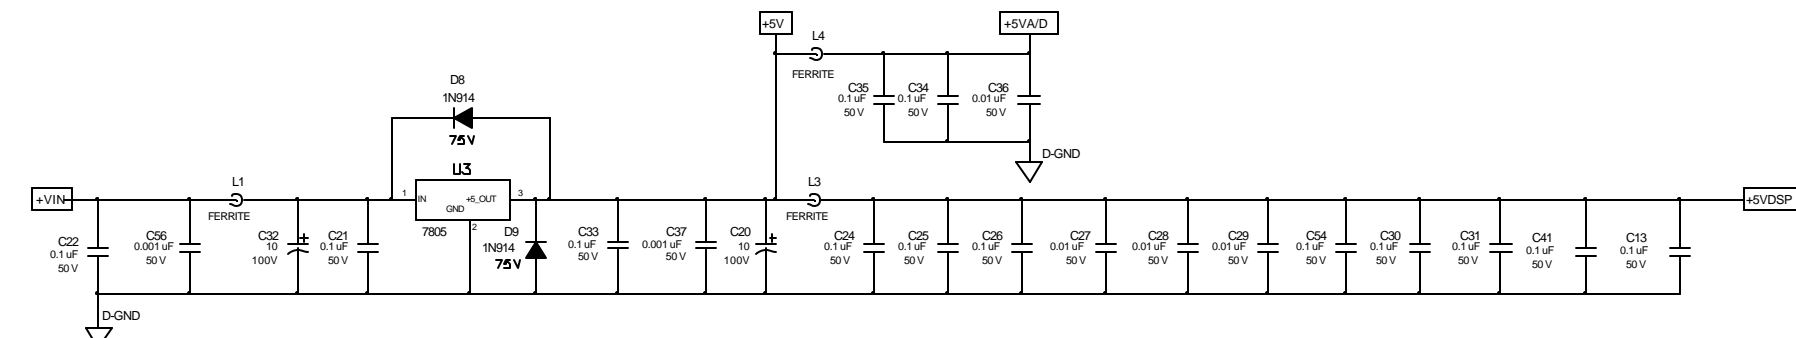 +5V
+5VA/D
L4
FERRITE
C35
0.1 uF
50 V
C34
0.1 uF
50 V
C36
0.01 uF
50 V
D-GND
D8
1N914
75 V
U3
1
IN
+5_OUT
GND
3
2
7805
+VIN
L1
FERRITE
C22
0.1 uF
50 V
C56
0.001 uF
50 V
C32
10
100V
+
C21
0.1 uF
50 V
D9
1N914
75 V
C33
0.1 uF
50 V
C37
0.001 uF
50 V
C20
10
100V
+
L3
FERRITE
C24
0.1 uF
50 V
C25
0.1 uF
50 V
C26
0.1 uF
50 V
C27
0.01 uF
50 V
C28
0.01 uF
50 V
C29
0.01 uF
50 V
C54
0.1 uF
50 V
C30
0.1 uF
50 V
C31
0.1 uF
50 V
C41
0.1 uF
50 V
C13
0.1 uF
50 V
+5VDSP
D-GND